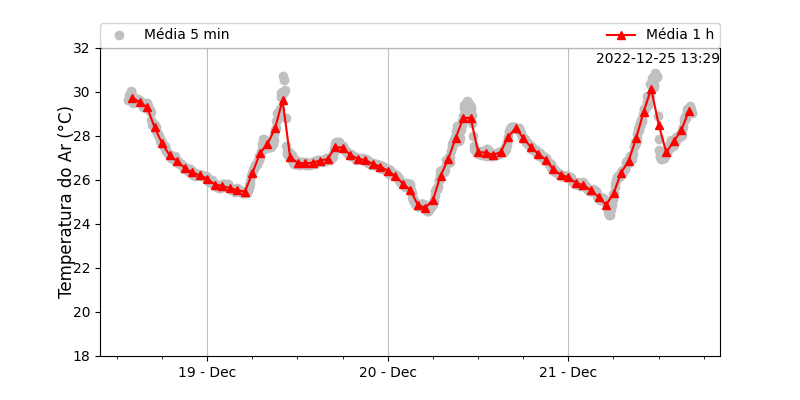 Média 5 min
Média 1 h
2022-12-25 13:29
Temperatura do Ar (°C)
32
30
28
26
24
22
20
18
19 - Dec
20 - Dec
21 - Dec